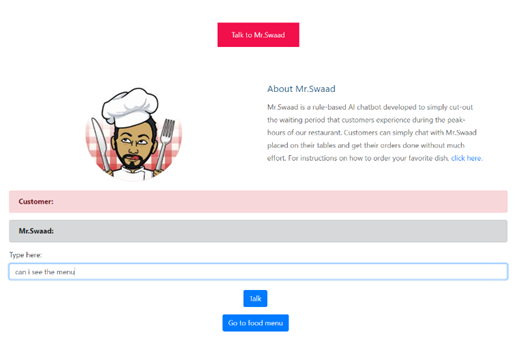 Talk to Mr.Swaad
About Mr.Swaad
Mr.Swaad is a rule-based AI chatbot developed to simply cut-out
the waiting period that customers experience during the peak-
hours of our restaurant. Customers can simply chat with Mr.Swaad
placed on their tables and get their orders done without much
effort. For instructions on how to order your favorite dish, click here.
Customer:
Mr.Swaad:
Type here:
can i see the menu
Talk
Go to food menu